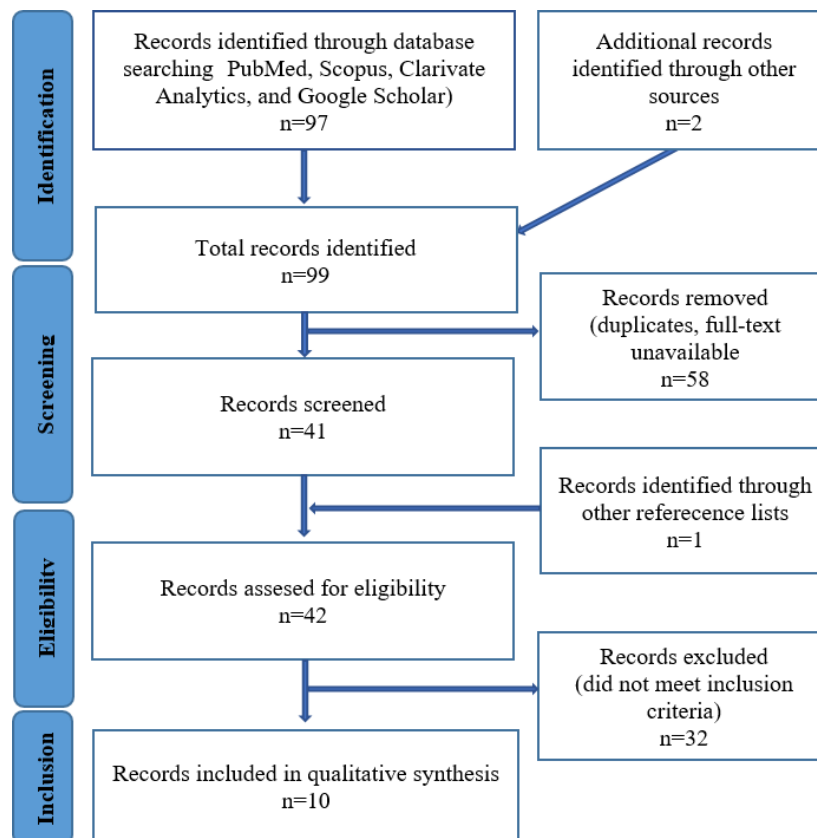 Identification
Records identified through database
searching PubMed, Scopus, Clarivate
Analytics, and Google Scholar)
n=97
Additional records
identified through other
sources
n=2
Total records identified
n=99
Screening
Records removed
(duplicates, full-text
unavailable
n=58
Records screened
n=41
Records identified through
other referecence lists
n=1
Eligibility
Records assesed for eligibility
n=42
Records excluded
(did not meet inclusion
criteria)
n=32
Inclusion
Records included in qualitative synthesis
n=10